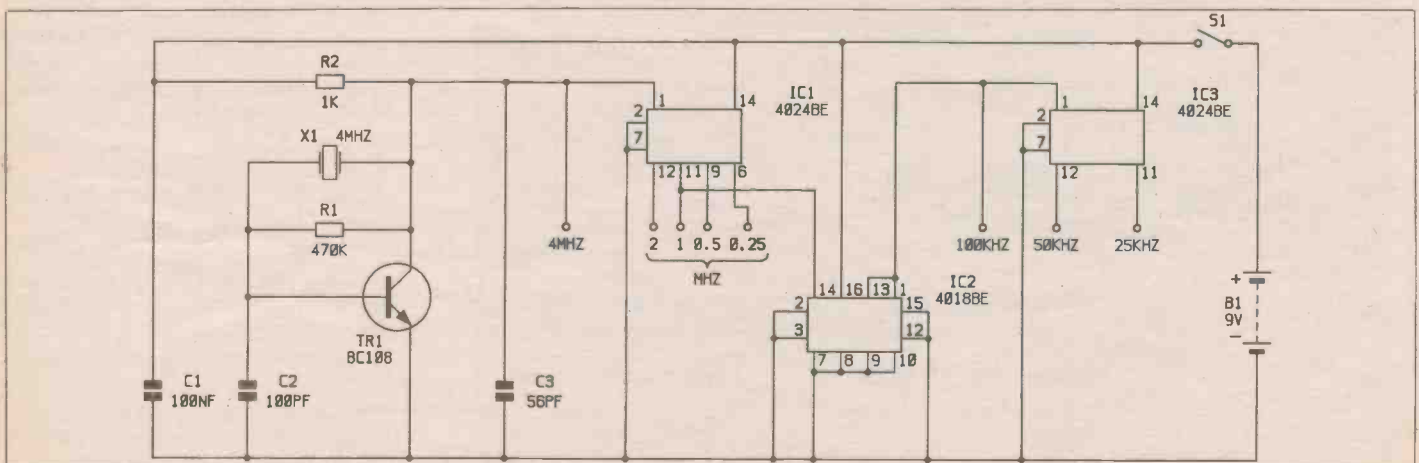 S1
R2
1K
X1 4MHZ
R1
470K
TR1
BC108
C1
100NF
C2
100PF
C3
56PF
4MHZ
IC1
4024BE
1
14
2
7
12
11
9
6
2
1
0.5
0.25
MHZ
IC2
4018BE
14
16
13
1
2
3
15
12
7
8
9
10
100KHZ
IC3
4024BE
1
14
2
7
12
11
50KHZ
25KHZ
+
B1
9V
−